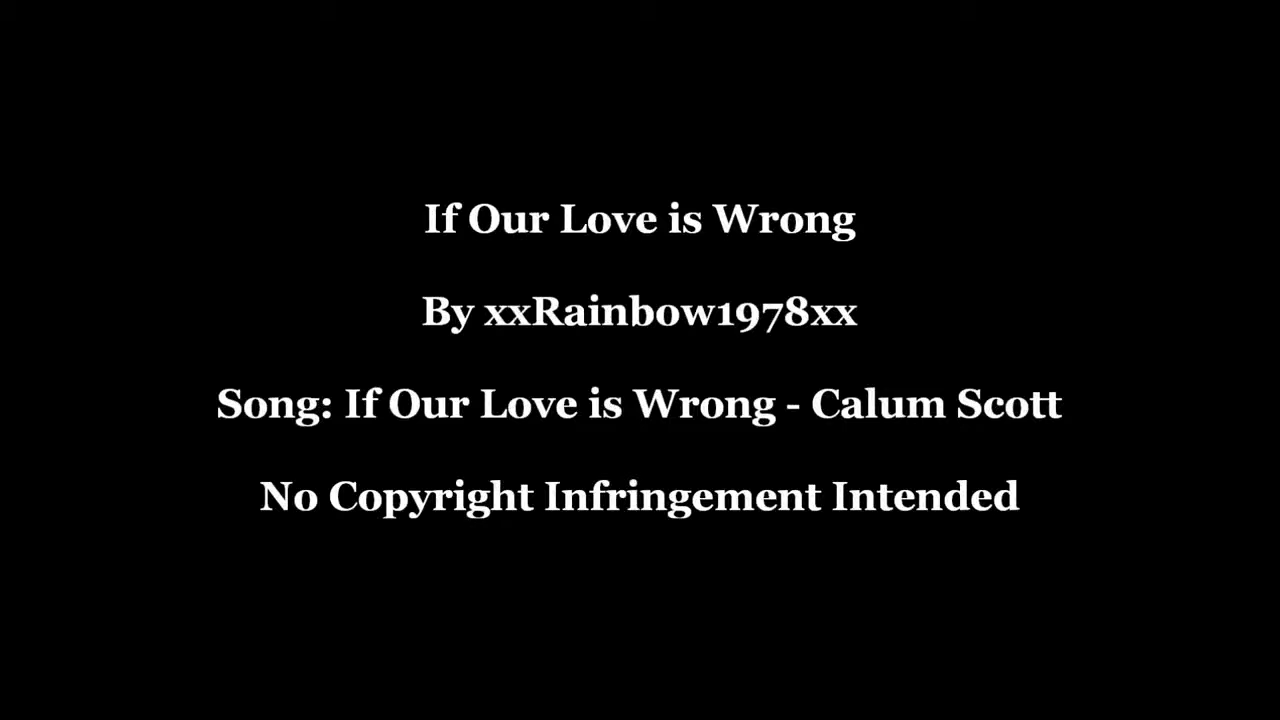 If Our Love is Wrong
By xxRainbow1978xx
Song: If Our Love is Wrong - Calum Scott
No Copyright Infringement Intended